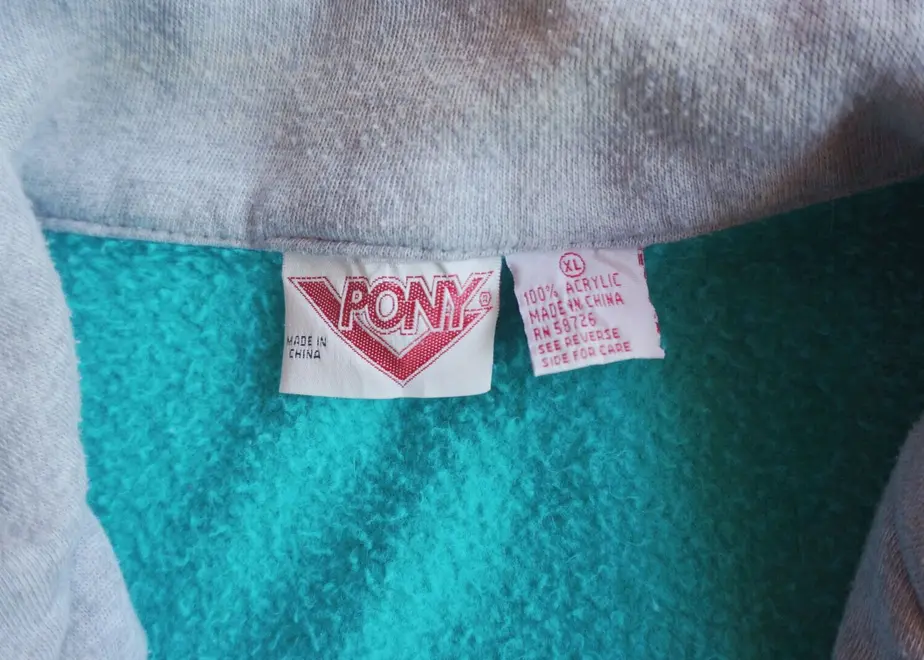 PONY®
MADE IN
CHINA
XL
100% ACRYLIC
MADE IN CHINA
RN 58726
SEE REVERSE
SIDE FOR CARE